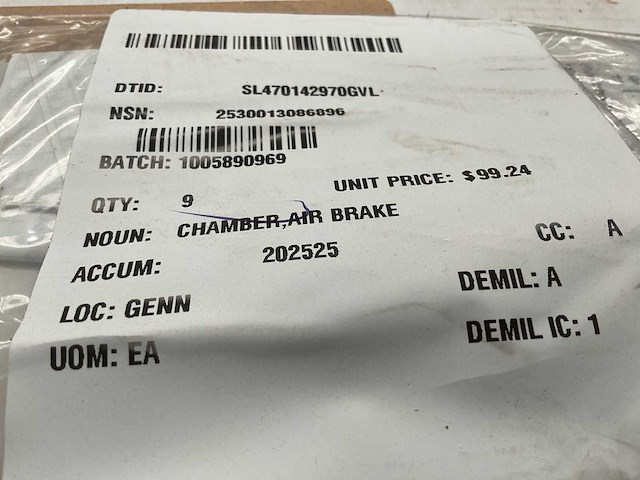 DTID: SL470142970GVL
NSN: 2530013086896
BATCH: 1005890969
QTY: 9 UNIT PRICE: $99.24
NOUN: CHAMBER,AIR BRAKE
ACCUM: 202525 CC: A
LOC: GENN DEMIL: A
UOM: EA DEMIL IC: 1